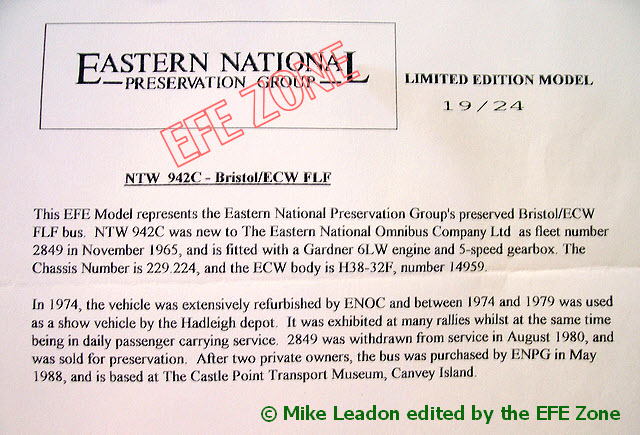 EASTERN NATIONAL
PRESERVATION GROUP
EFE ZONE
LIMITED EDITION MODEL
19/24
NTW 942C - Bristol/ECW FLF
This EFE Model represents the Eastern National Preservation Group's preserved Bristol/ECW
FLF bus. NTW 942C was new to The Eastern National Omnibus Company Ltd as fleet number
2849 in November 1965, and is fitted with a Gardner 6LW engine and 5-speed gearbox. The
Chassis Number is 229.224, and the ECW body is H38-32F, number 14959.
In 1974, the vehicle was extensively refurbished by ENOC and between 1974 and 1979 was used
as a show vehicle by the Hadleigh depot. It was exhibited at many rallies whilst at the same time
being in daily passenger carrying service. 2849 was withdrawn from service in August 1980, and
was sold for preservation. After two private owners, the bus was purchased by ENPG in May
1988, and is based at The Castle Point Transport Museum, Canvey Island.
© Mike Leadon edited by the EFE Zone